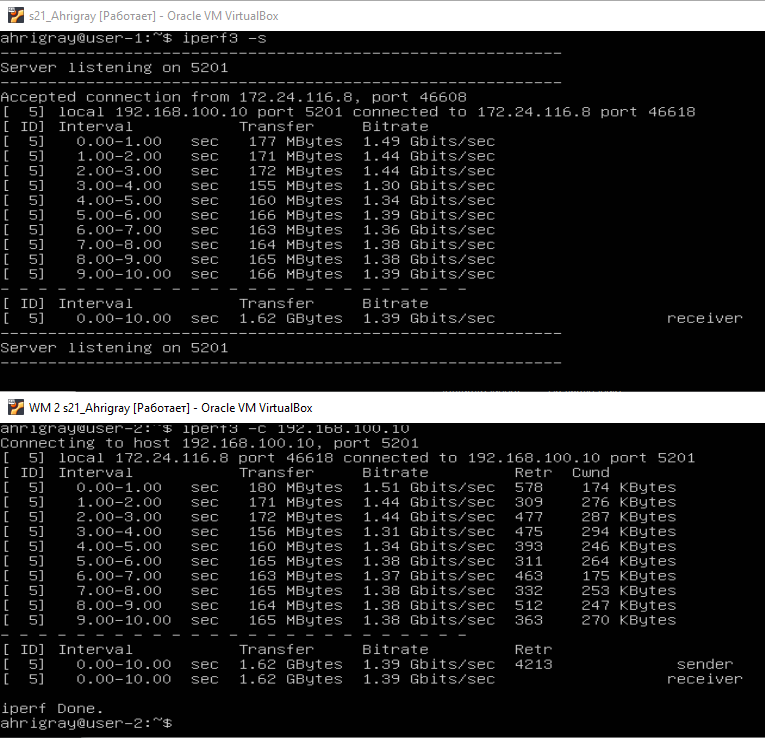 s21_Ahrigray [Работает] - Oracle VM VirtualBox
ahrigray@user-1:~$ iperf3 -s
-----------------------------------------------------------
Server listening on 5201
-----------------------------------------------------------
Accepted connection from 172.24.116.8, port 46608
[  5] local 192.168.100.10 port 5201 connected to 172.24.116.8 port 46618
[ ID] Interval           Transfer     Bitrate
[  5]   0.00-1.00   sec   177 MBytes  1.49 Gbits/sec
[  5]   1.00-2.00   sec   171 MBytes  1.44 Gbits/sec
[  5]   2.00-3.00   sec   172 MBytes  1.44 Gbits/sec
[  5]   3.00-4.00   sec   155 MBytes  1.30 Gbits/sec
[  5]   4.00-5.00   sec   160 MBytes  1.34 Gbits/sec
[  5]   5.00-6.00   sec   166 MBytes  1.39 Gbits/sec
[  5]   6.00-7.00   sec   163 MBytes  1.36 Gbits/sec
[  5]   7.00-8.00   sec   164 MBytes  1.38 Gbits/sec
[  5]   8.00-9.00   sec   165 MBytes  1.38 Gbits/sec
[  5]   9.00-10.00  sec   166 MBytes  1.39 Gbits/sec
- - - - - - - - - - - - - - - - - - - - - - - - -
[ ID] Interval           Transfer     Bitrate
[  5]   0.00-10.00  sec  1.62 GBytes  1.39 Gbits/sec                  receiver
-----------------------------------------------------------
Server listening on 5201
-----------------------------------------------------------
WM 2 s21_Ahrigray [Работает] - Oracle VM VirtualBox
ahrigray@user-2:~$ iperf3 -c 192.168.100.10
Connecting to host 192.168.100.10, port 5201
[  5] local 172.24.116.8 port 46618 connected to 192.168.100.10 port 5201
[ ID] Interval           Transfer     Bitrate         Retr  Cwnd
[  5]   0.00-1.00   sec   180 MBytes  1.51 Gbits/sec  578    174 KBytes
[  5]   1.00-2.00   sec   171 MBytes  1.44 Gbits/sec  309    276 KBytes
[  5]   2.00-3.00   sec   172 MBytes  1.44 Gbits/sec  477    287 KBytes
[  5]   3.00-4.00   sec   156 MBytes  1.31 Gbits/sec  475    294 KBytes
[  5]   4.00-5.00   sec   160 MBytes  1.34 Gbits/sec  393    246 KBytes
[  5]   5.00-6.00   sec   165 MBytes  1.38 Gbits/sec  311    264 KBytes
[  5]   6.00-7.00   sec   163 MBytes  1.37 Gbits/sec  463    175 KBytes
[  5]   7.00-8.00   sec   165 MBytes  1.38 Gbits/sec  332    253 KBytes
[  5]   8.00-9.00   sec   164 MBytes  1.38 Gbits/sec  512    247 KBytes
[  5]   9.00-10.00  sec   165 MBytes  1.38 Gbits/sec  363    270 KBytes
- - - - - - - - - - - - - - - - - - - - - - - - -
[ ID] Interval           Transfer     Bitrate         Retr
[  5]   0.00-10.00  sec  1.62 GBytes  1.39 Gbits/sec  4213             sender
[  5]   0.00-10.00  sec  1.62 GBytes  1.39 Gbits/sec                  receiver
iperf Done.
ahrigray@user-2:~$